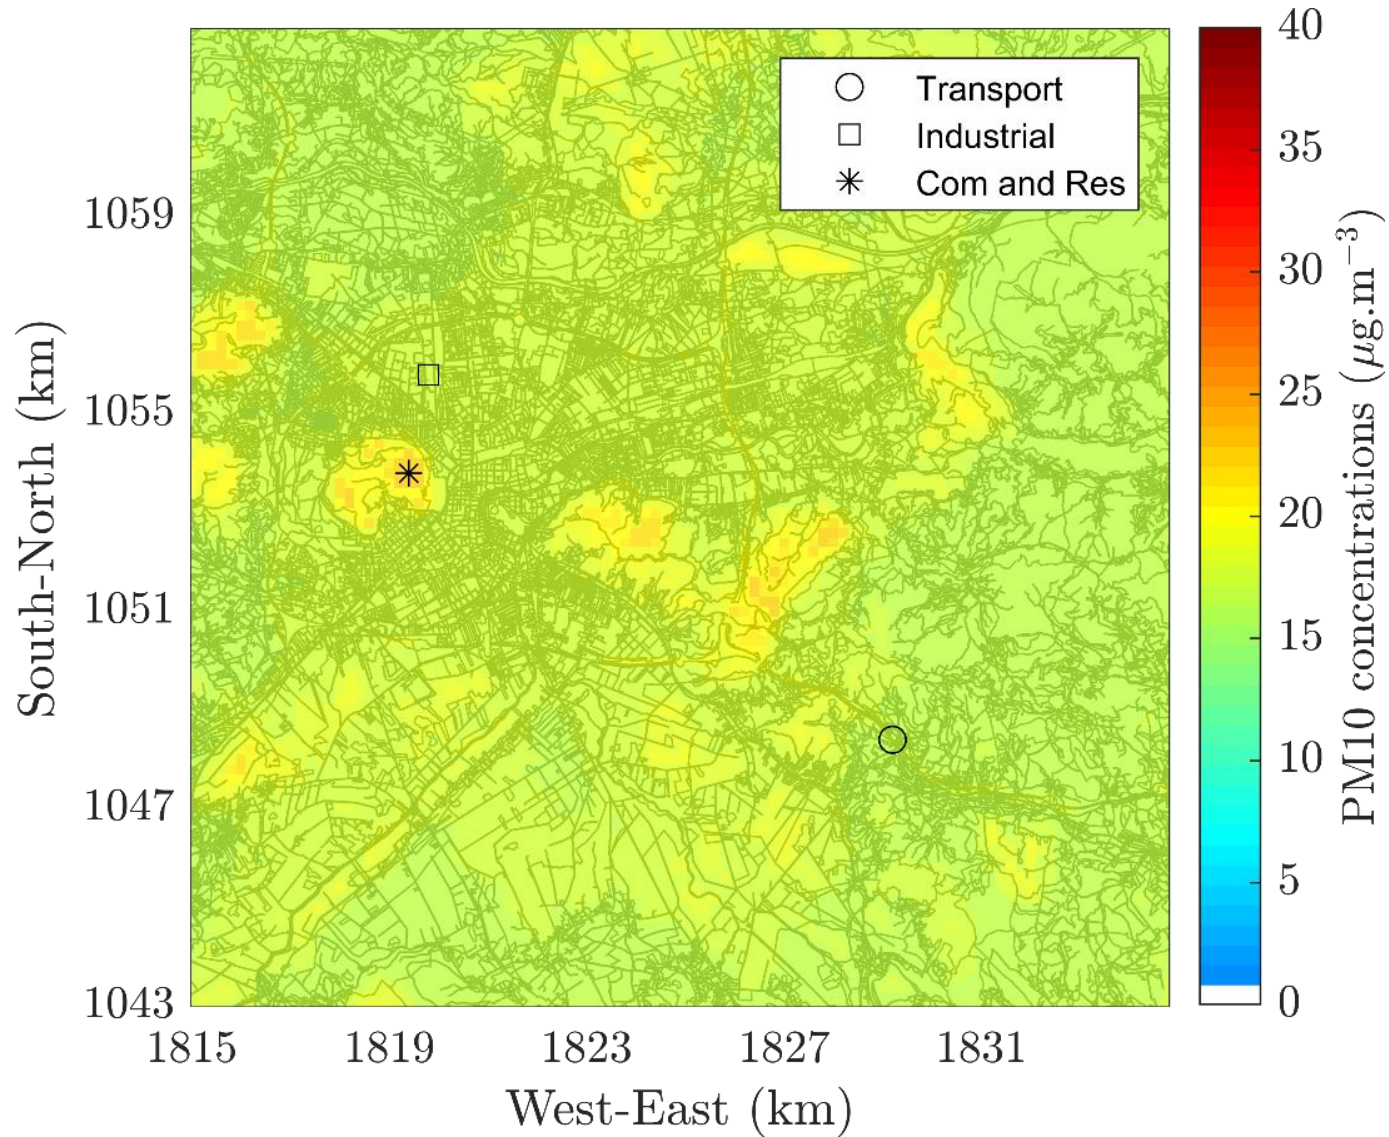 Transport
Industrial
Com and Res
1059
1055
1051
1047
1043
South-North (km)
1815 1819 1823 1827 1831
West-East (km)
40
35
30
25
20
15
10
5
0
PM10 concentrations (μg.m⁻³)